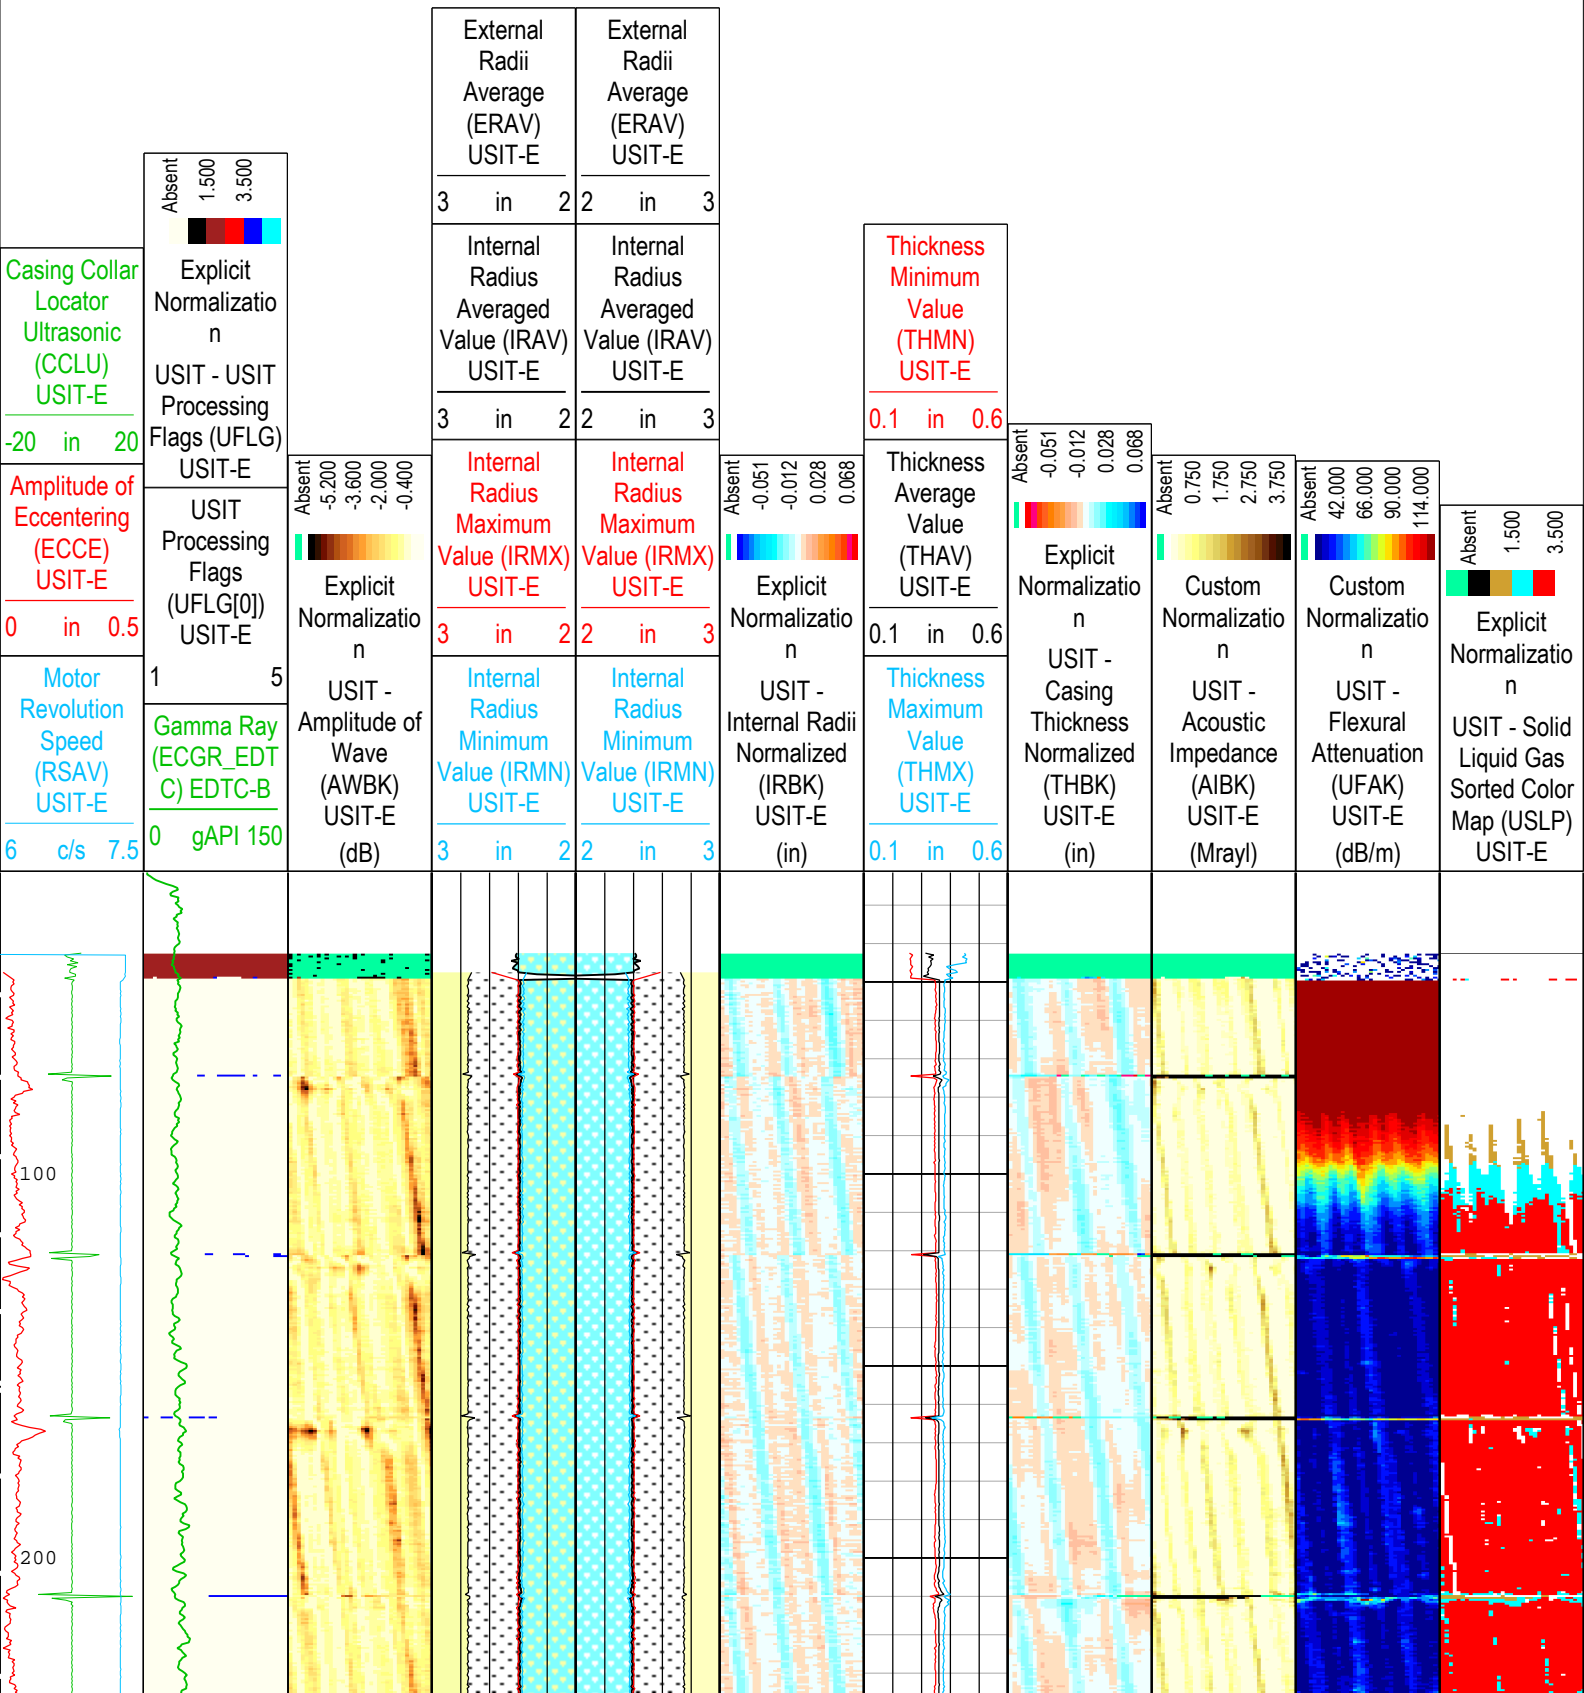 Casing Collar
Locator
Ultrasonic
(CCLU)
USIT-E
-20 in 20
Amplitude of
Eccentering
(ECCE)
USIT-E
0 in 0.5
Motor
Revolution
Speed
(RSAV)
USIT-E
6 c/s 7.5
Absent
1.500
3.500
Explicit
Normalizatio
n
USIT - USIT
Processing
Flags (UFLG)
USIT-E
USIT
Processing
Flags
(UFLG[0])
USIT-E
1 5
Gamma Ray
(ECGR_EDT
C) EDTC-B
0 gAPI 150
Absent
-5.200
-3.600
-2.000
-0.400
Explicit
Normalizatio
n
USIT -
Amplitude of
Wave
(AWBK)
USIT-E
(dB)
External
Radii
Average
(ERAV)
USIT-E
3 in 2
Internal
Radius
Averaged
Value (IRAV)
USIT-E
3 in 2
Internal
Radius
Maximum
Value (IRMX)
USIT-E
3 in 2
Internal
Radius
Minimum
Value (IRMN)
USIT-E
3 in 2
External
Radii
Average
(ERAV)
USIT-E
2 in 3
Internal
Radius
Averaged
Value (IRAV)
USIT-E
2 in 3
Internal
Radius
Maximum
Value (IRMX)
USIT-E
2 in 3
Internal
Radius
Minimum
Value (IRMN)
USIT-E
2 in 3
Absent
-0.051
-0.012
0.028
0.068
Explicit
Normalizatio
n
USIT -
Internal Radii
Normalized
(IRBK)
USIT-E
(in)
Thickness
Minimum
Value
(THMN)
USIT-E
0.1 in 0.6
Thickness
Average
Value
(THAV)
USIT-E
0.1 in 0.6
Thickness
Maximum
Value
(THMX)
USIT-E
0.1 in 0.6
Absent
-0.051
-0.012
0.028
0.068
Explicit
Normalizatio
n
USIT -
Casing
Thickness
Normalized
(THBK)
USIT-E
(in)
Absent
0.750
1.750
2.750
3.750
Custom
Normalizatio
n
USIT -
Acoustic
Impedance
(AIBK)
USIT-E
(Mrayl)
Absent
42.000
66.000
90.000
114.000
Custom
Normalizatio
n
USIT -
Flexural
Attenuation
(UFAK)
USIT-E
(dB/m)
Absent
1.500
3.500
Explicit
Normalizatio
n
USIT - Solid
Liquid Gas
Sorted Color
Map (USLP)
USIT-E
100
200